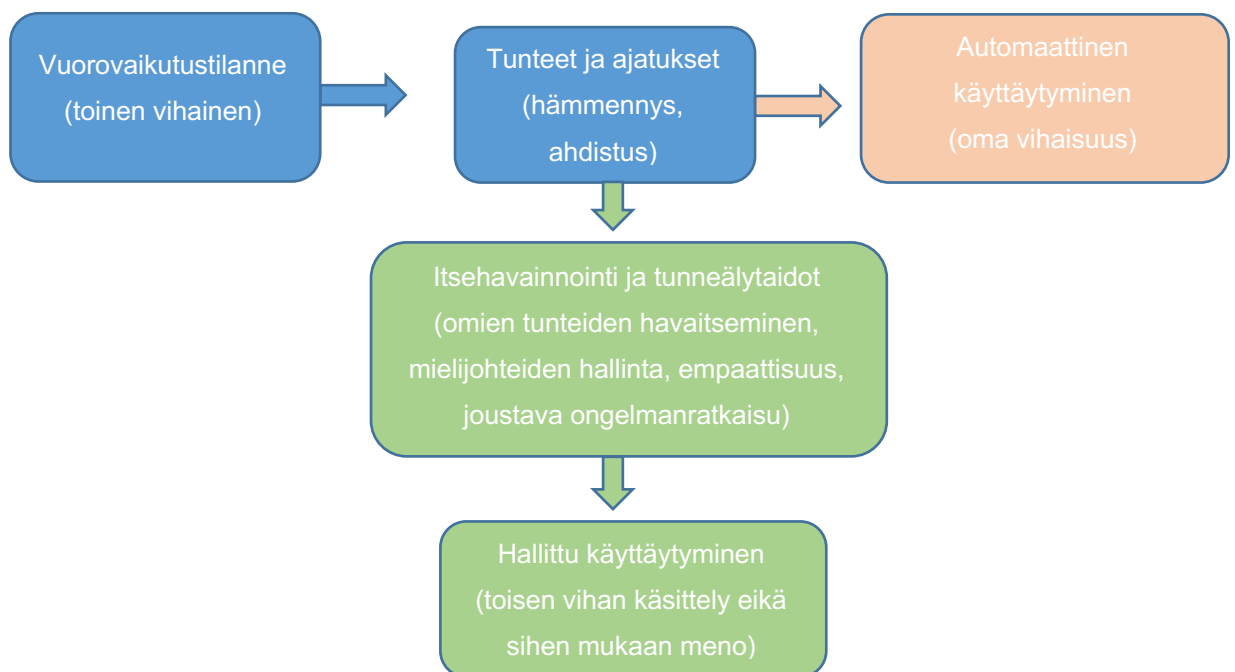 Vuorovaikutustilanne
(toinen vihainen)
Tunteet ja ajatukset
(hämmennys,
ahdistus)
Automaattinen
käyttäytyminen
(oma vihaisuus)
Itsehavainnointi ja tunneälytaidot
(omien tunteiden havaitseminen,
mielijohteiden hallinta, empaattisuus,
joustava ongelmanratkaisu)
Hallittu käyttäytyminen
(toisen vihan käsittely eikä
sihen mukaan meno)